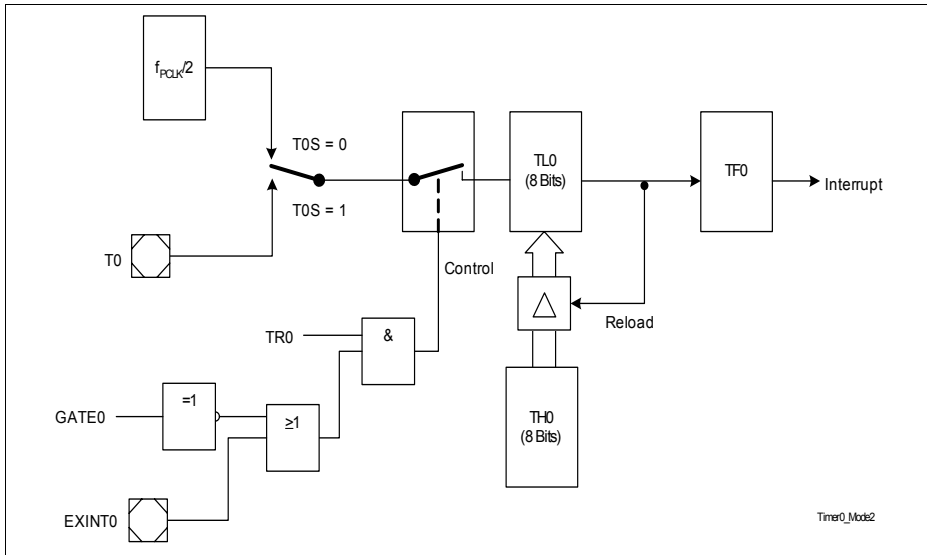 f_PCLK/2
T0S = 0
T0S = 1
T0
TL0
(8 Bits)
TF0
Interrupt
Control
Reload
TR0
&
=1
GATE0
≥1
TH0
(8 Bits)
EXINT0
Timer0_Mode2